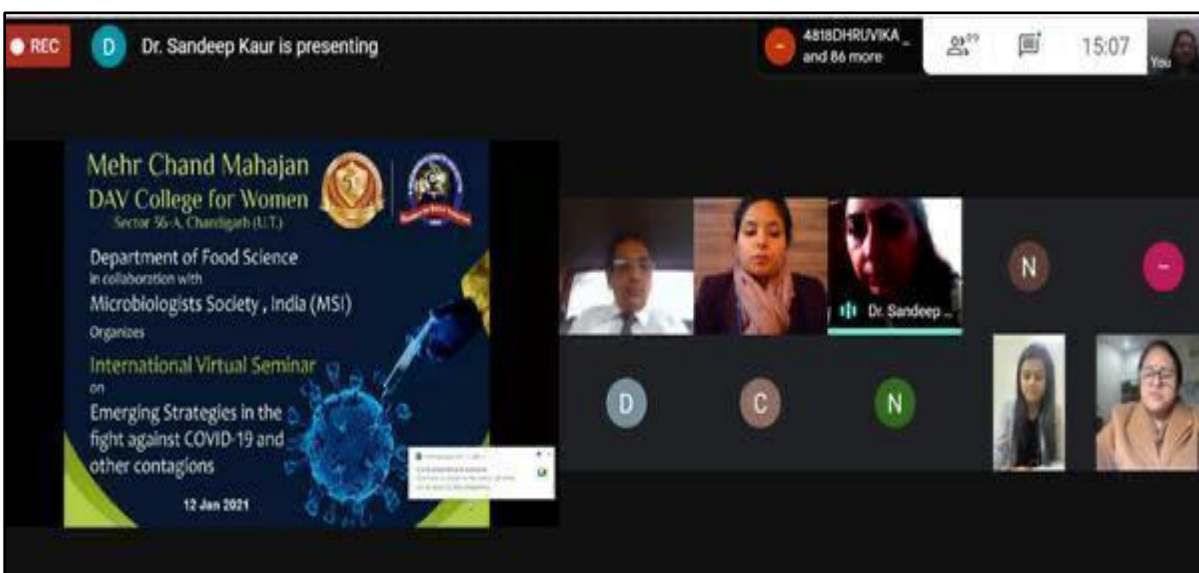 REC
D
Dr. Sandeep Kaur is presenting
4818DHRUVIKA_
and 86 more
99
15:07
You
Mehr Chand Mahajan
DAV College for Women
Sector 36-A, Chandigarh (U.T.)
Department of Food Science
in collaboration with
Microbiologists Society, India (MSI)
Organizes
International Virtual Seminar
on
Emerging Strategies in the
fight against COVID-19 and
other contagions
12 Jan 2021
Dr. Sandeep ...
N
D
C
N